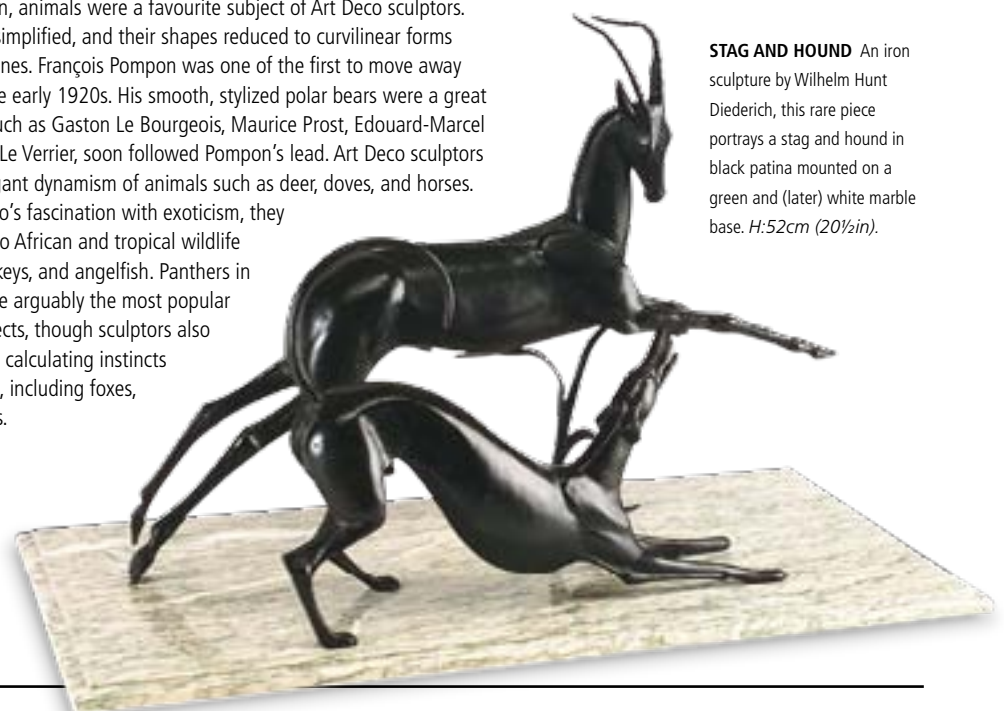 n, animals were a favourite subject of Art Deco sculptors.
simplified, and their shapes reduced to curvilinear forms
nes. François Pompon was one of the first to move away
e early 1920s. His smooth, stylized polar bears were a great
uch as Gaston Le Bourgeois, Maurice Prost, Edouard-Marcel
Le Verrier, soon followed Pompon’s lead. Art Deco sculptors
gant dynamism of animals such as deer, doves, and horses.
o’s fascination with exoticism, they
o African and tropical wildlife
keys, and angelfish. Panthers in
e arguably the most popular
ects, though sculptors also
calculating instincts
, including foxes,
s.
STAG AND HOUND An iron
sculpture by Wilhelm Hunt
Diederich, this rare piece
portrays a stag and hound in
black patina mounted on a
green and (later) white marble
base. H:52cm (20½in).